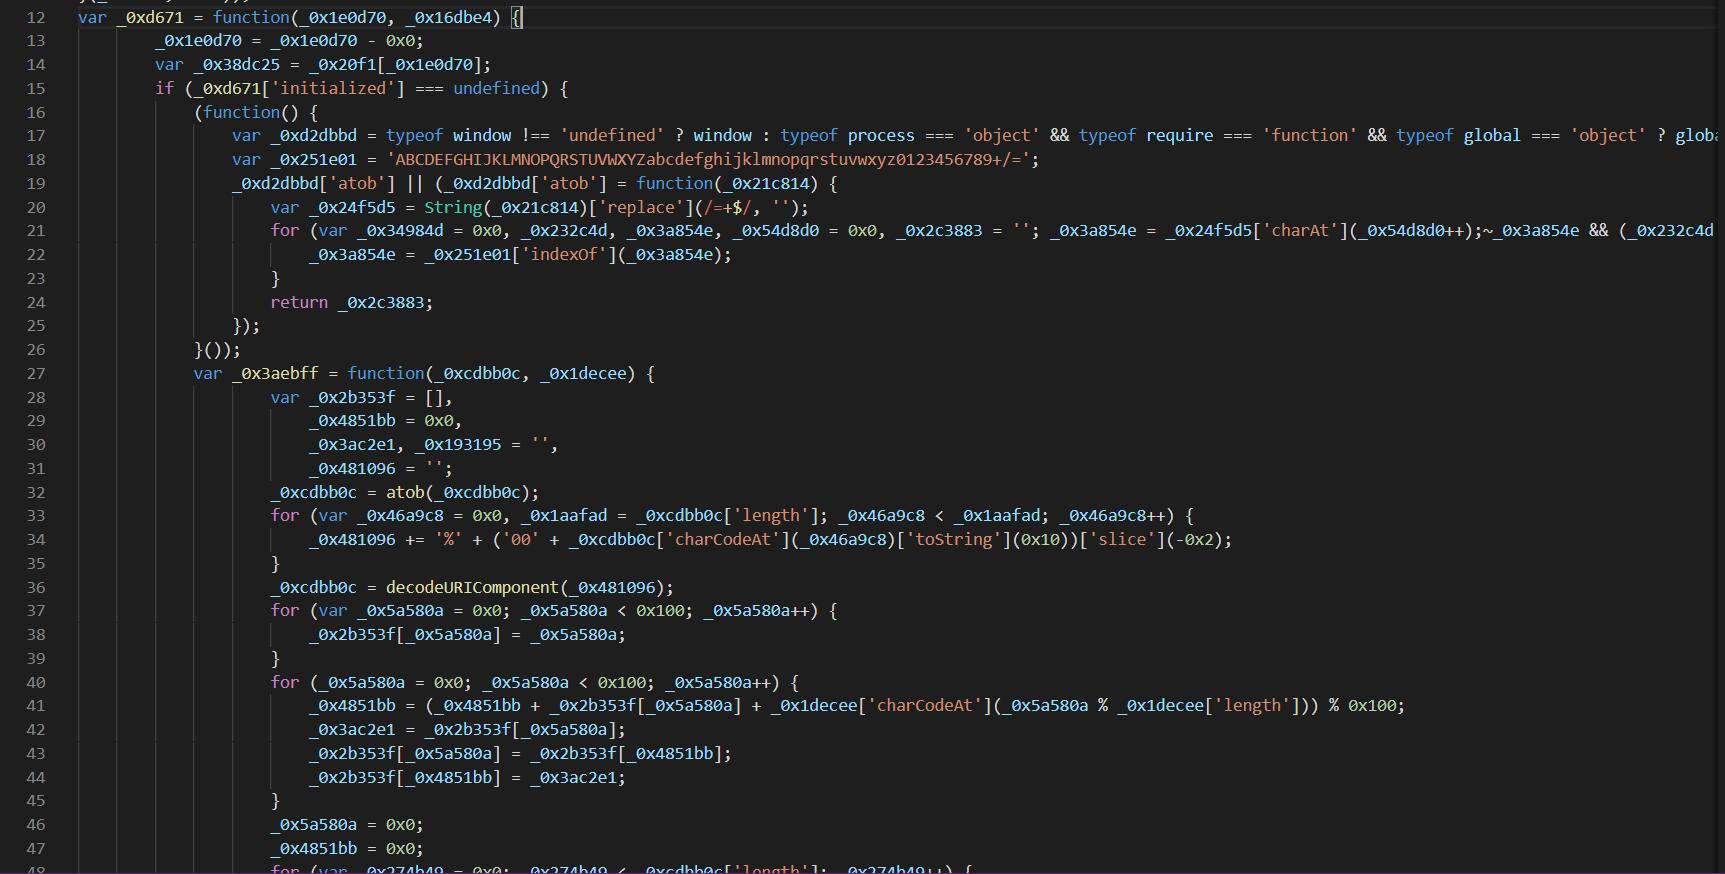 12 var _0xd671 = function(_0x1e0d70, _0x16dbe4) {
13 _0x1e0d70 = _0x1e0d70 - 0x0;
14 var _0x38dc25 = _0x20f1[_0x1e0d70];
15 if (_0xd671['initialized'] === undefined) {
16 (function() {
17 var _0xd2dbbd = typeof window !== 'undefined' ? window : typeof process === 'object' && typeof require === 'function' && typeof global === 'object' ? globa
18 var _0x251e01 = 'ABCDEFGHIJKLMNOPQRSTUVWXYZabcdefghijklmnopqrstuvwxyz0123456789+/=';
19 _0xd2dbbd['atob'] || (_0xd2dbbd['atob'] = function(_0x21c814) {
20 var _0x24f5d5 = String(_0x21c814)['replace'](/=+$/, '');
21 for (var _0x34984d = 0x0, _0x232c4d, _0x3a854e, _0x54d8d0 = 0x0, _0x2c3883 = ''; _0x3a854e = _0x24f5d5['charAt'](_0x54d8d0++);~_0x3a854e && (_0x232c4d
22 _0x3a854e = _0x251e01['indexOf'](_0x3a854e);
23 }
24 return _0x2c3883;
25 });
26 }());
27 var _0x3aebff = function(_0xcdbb0c, _0x1decee) {
28 var _0x2b353f = [],
29 _0x4851bb = 0x0,
30 _0x3ac2e1, _0x193195 = '',
31 _0x481096 = '';
32 _0xcdbb0c = atob(_0xcdbb0c);
33 for (var _0x46a9c8 = 0x0, _0x1aafad = _0xcdbb0c['length']; _0x46a9c8 < _0x1aafad; _0x46a9c8++) {
34 _0x481096 += '%' + ('00' + _0xcdbb0c['charCodeAt'](_0x46a9c8)['toString'](0x10))['slice'](-0x2);
35 }
36 _0xcdbb0c = decodeURIComponent(_0x481096);
37 for (var _0x5a580a = 0x0; _0x5a580a < 0x100; _0x5a580a++) {
38 _0x2b353f[_0x5a580a] = _0x5a580a;
39 }
40 for (_0x5a580a = 0x0; _0x5a580a < 0x100; _0x5a580a++) {
41 _0x4851bb = (_0x4851bb + _0x2b353f[_0x5a580a] + _0x1decee['charCodeAt'](_0x5a580a % _0x1decee['length'])) % 0x100;
42 _0x3ac2e1 = _0x2b353f[_0x5a580a];
43 _0x2b353f[_0x5a580a] = _0x2b353f[_0x4851bb];
44 _0x2b353f[_0x4851bb] = _0x3ac2e1;
45 }
46 _0x5a580a = 0x0;
47 _0x4851bb = 0x0;
48 for (var _0x274b49 = 0x0; _0x274b49 < _0xcdbb0c['length']; _0x274b49++) {